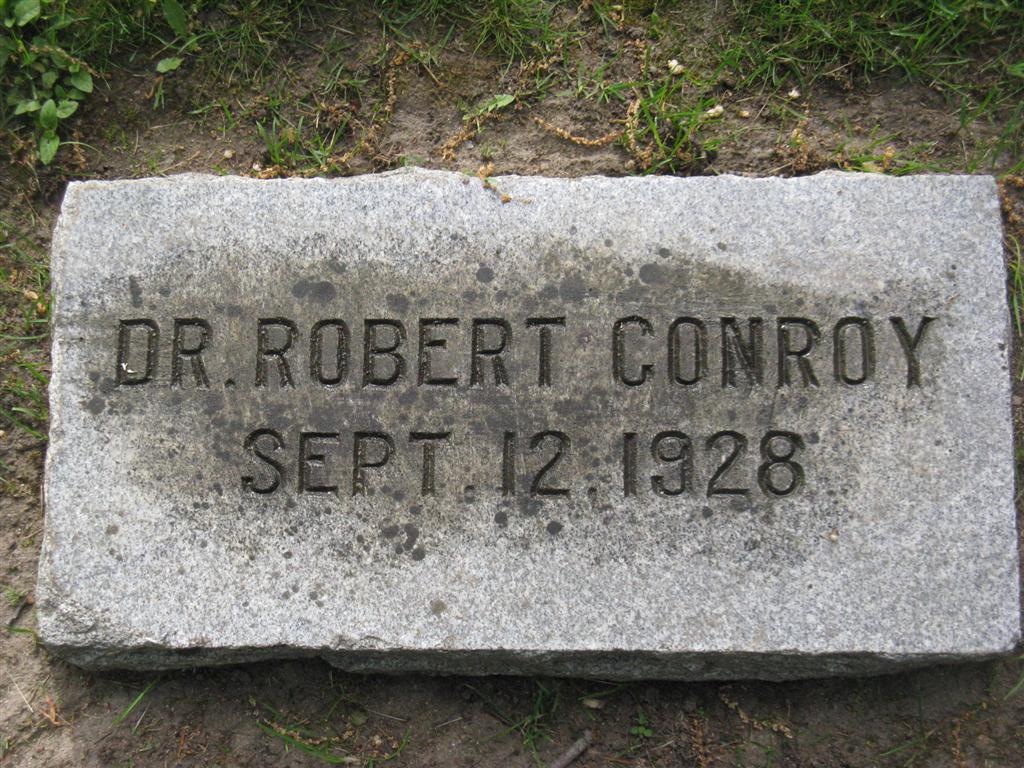 DR. ROBERT CONROY
SEPT. 12. 1928